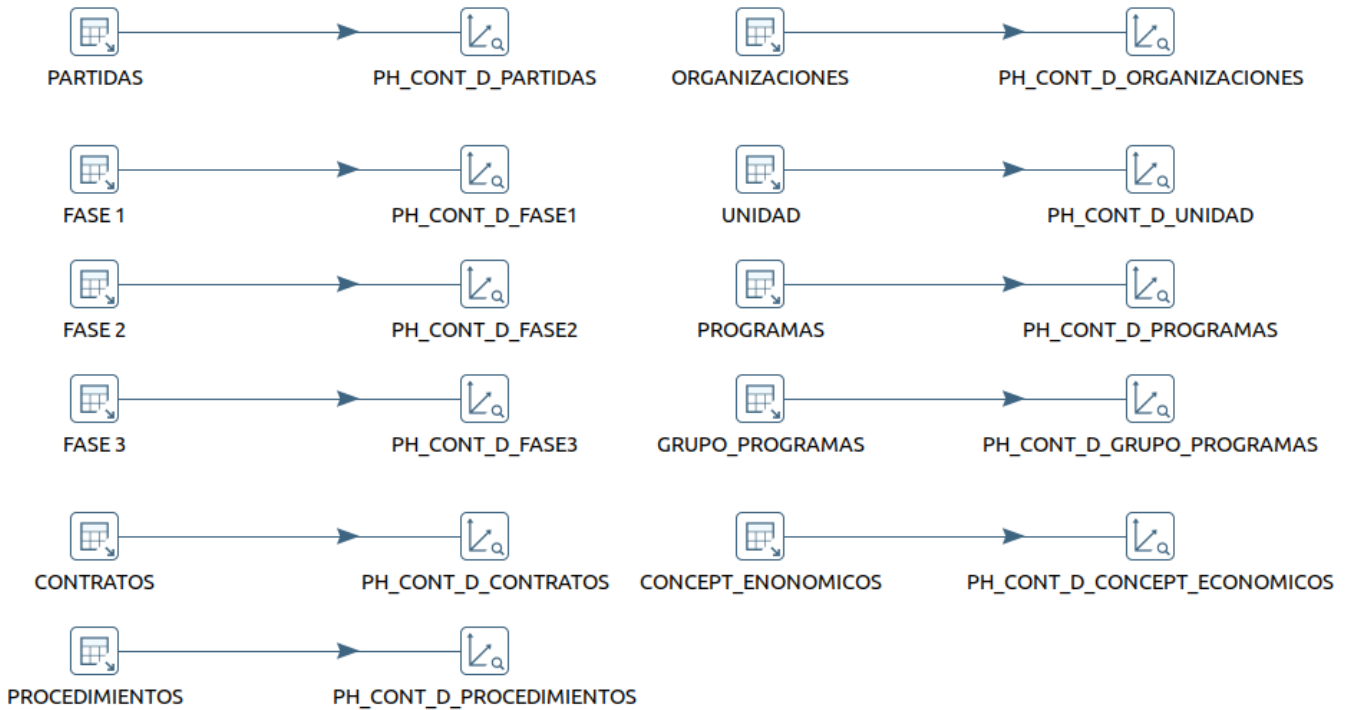 PARTIDAS PH_CONT_D_PARTIDAS ORGANIZACIONES PH_CONT_D_ORGANIZACIONES
FASE 1 PH_CONT_D_FASE1 UNIDAD PH_CONT_D_UNIDAD
FASE 2 PH_CONT_D_FASE2 PROGRAMAS PH_CONT_D_PROGRAMAS
FASE 3 PH_CONT_D_FASE3 GRUPO_PROGRAMAS PH_CONT_D_GRUPO_PROGRAMAS
CONTRATOS PH_CONT_D_CONTRATOS CONCEPT_ENONOMICOS PH_CONT_D_CONCEPT_ECONOMICOS
PROCEDIMIENTOS PH_CONT_D_PROCEDIMIENTOS